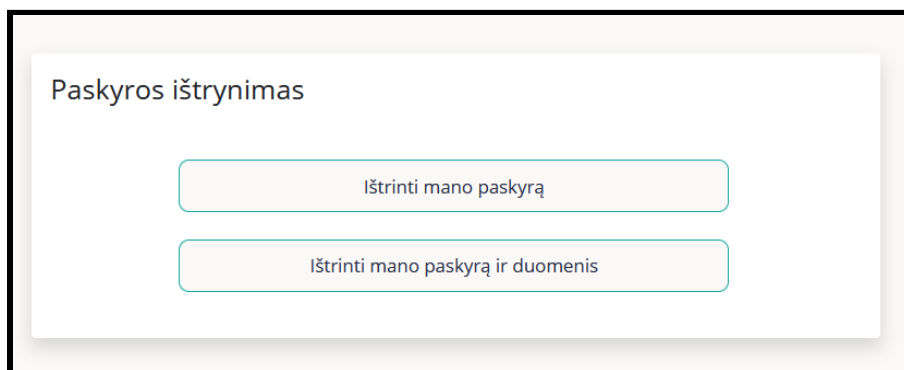 Paskyros ištrynimas
Ištrinti mano paskyrą
Ištrinti mano paskyrą ir duomenis